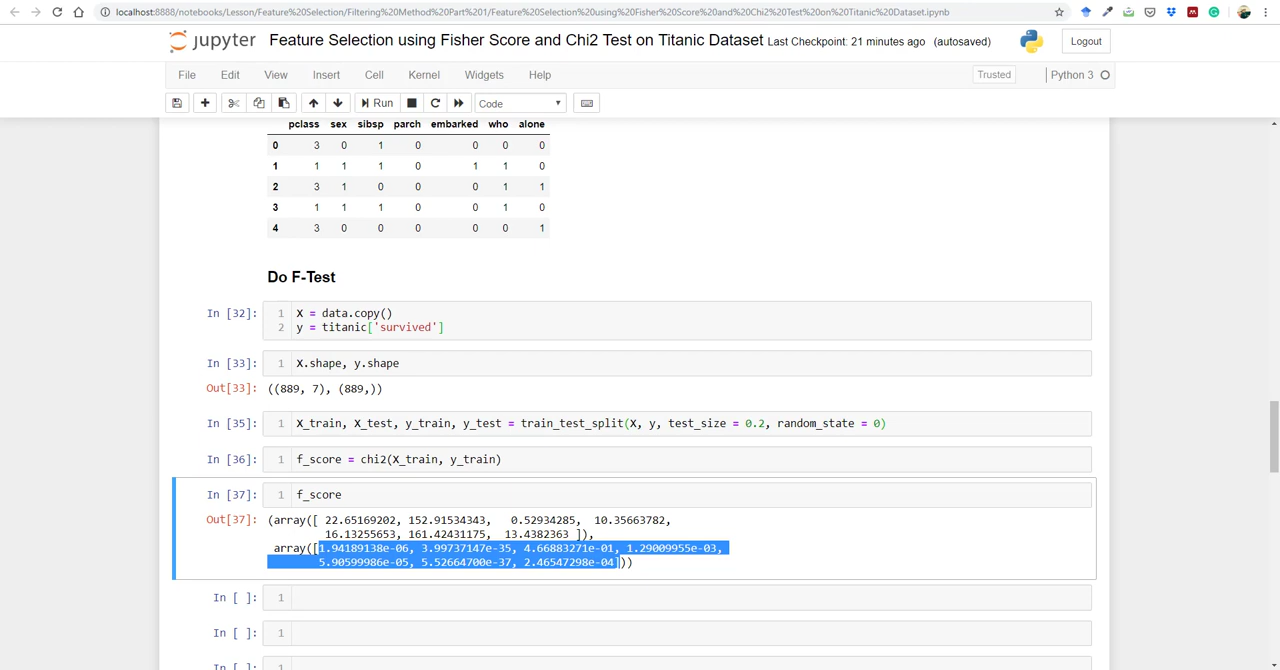 localhost:8888/notebooks/Lesson/Feature%20Selection/Filtering%20Method%20Part%201/Feature%20Selection%20using%20Fisher%20Score%20and%20Chi2%20Test%20on%20Titanic%20Dataset.ipynb
jupyter Feature Selection using Fisher Score and Chi2 Test on Titanic Dataset Last Checkpoint: 21 minutes ago (autosaved) Logout
File Edit View Insert Cell Kernel Widgets Help Trusted Python 3
Run Code
pclass sex sibsp parch embarked who alone
0 3 0 1 0 0 0 0
1 1 1 1 0 1 1 0
2 3 1 0 0 0 1 1
3 1 1 1 0 0 1 0
4 3 0 0 0 0 0 1
Do F-Test
In [32]: 1 X = data.copy()
2 y = titanic['survived']
In [33]: 1 X.shape, y.shape
Out[33]: ((889, 7), (889,))
In [35]: 1 X_train, X_test, y_train, y_test = train_test_split(X, y, test_size = 0.2, random_state = 0)
In [36]: 1 f_score = chi2(X_train, y_train)
In [37]: 1 f_score
Out[37]: (array([ 22.65169202, 152.91534343, 0.52934285, 10.35663782,
16.13255653, 161.42431175, 13.4382363 ]),
array([1.94189138e-06, 3.99737147e-35, 4.66883271e-01, 1.29009955e-03,
5.90599986e-05, 5.52664700e-37, 2.46547298e-04]))
In [ ]: 1
In [ ]: 1
In [ ]: 1